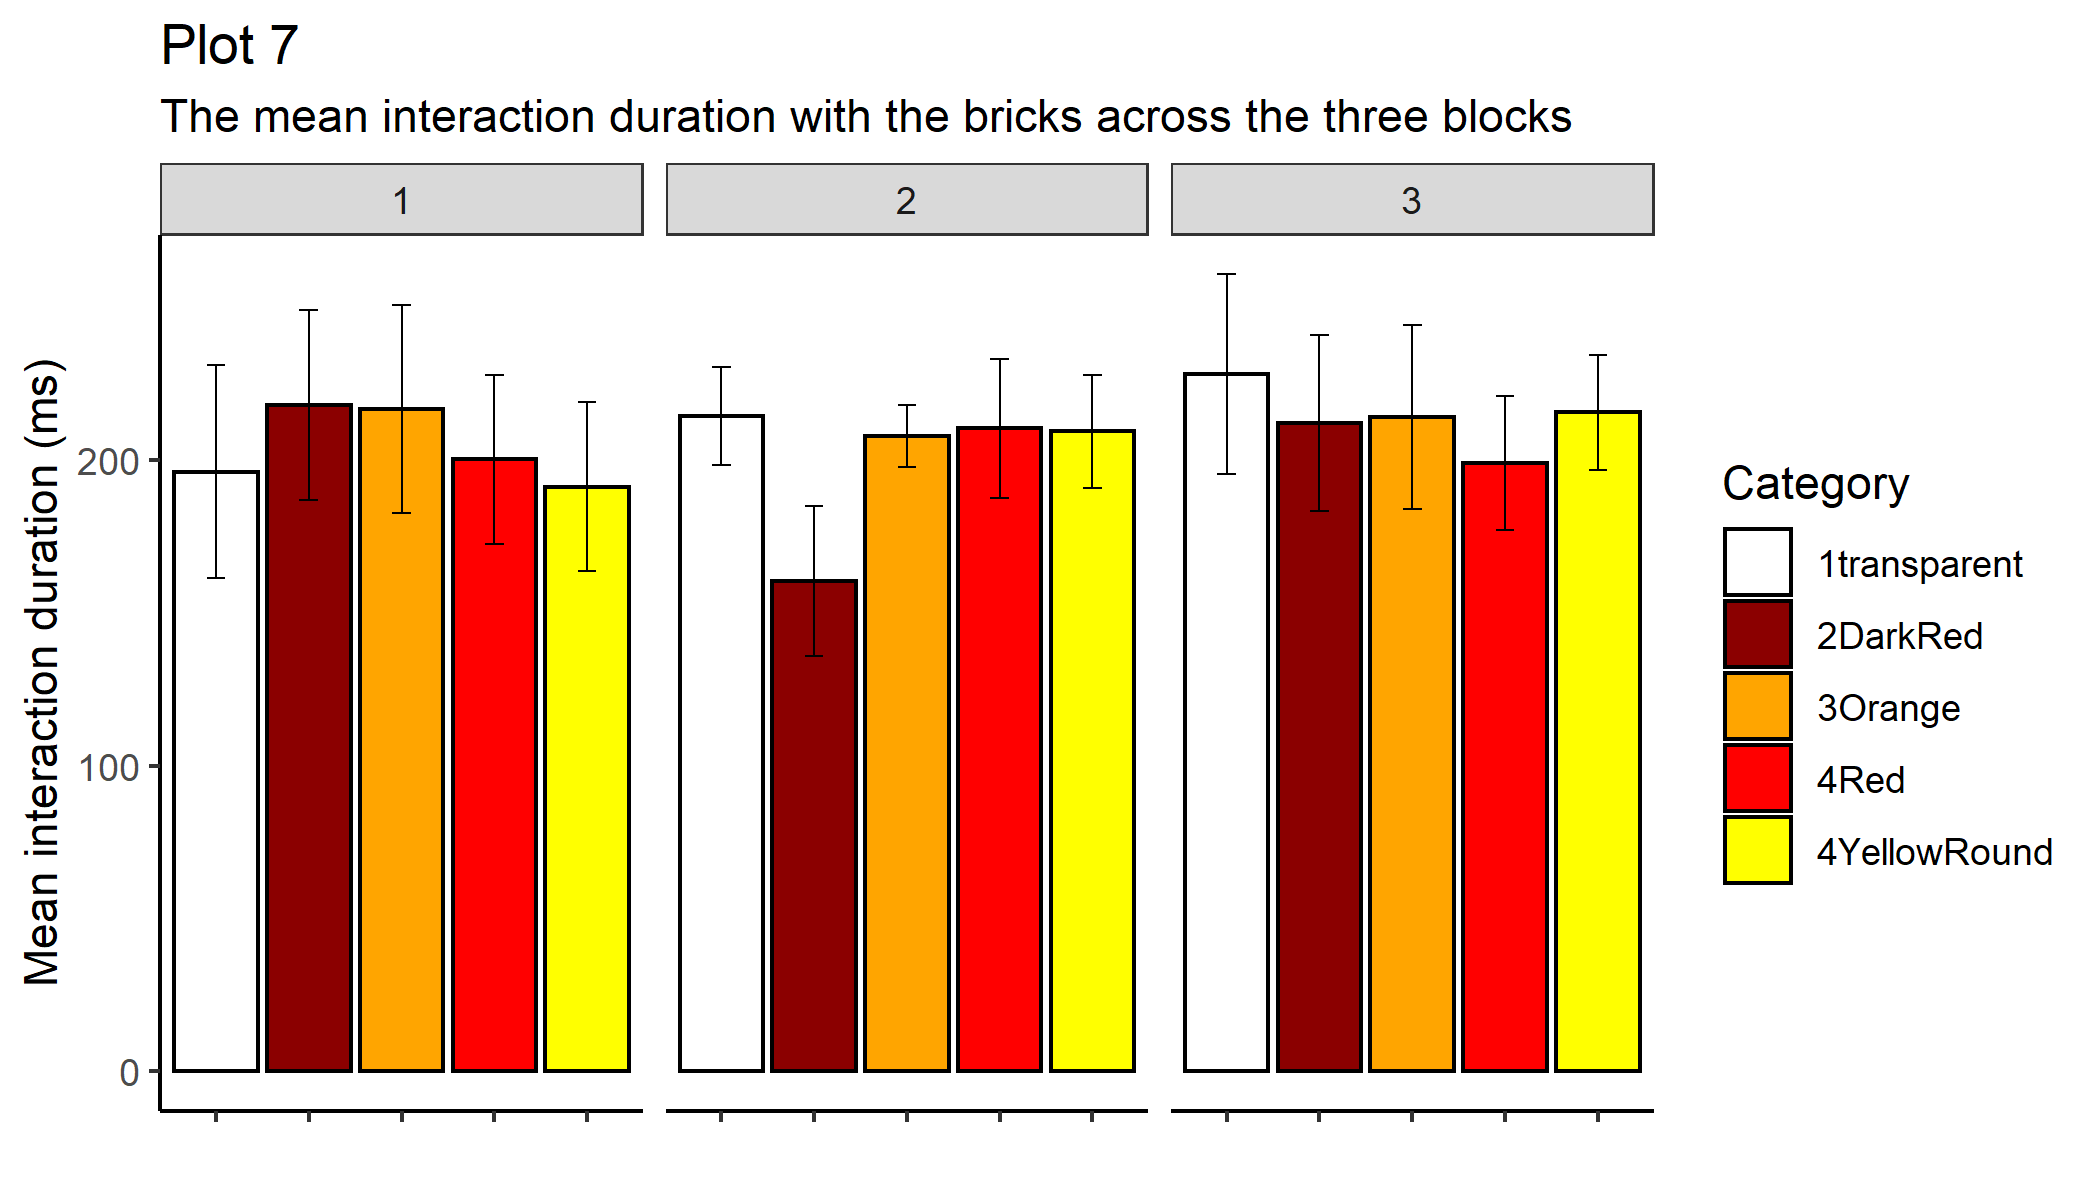 Plot 7
The mean interaction duration with the bricks across the three blocks
1
2
3
Mean interaction duration (ms)
200
100
0
Category
1transparent
2DarkRed
3Orange
4Red
4YellowRound